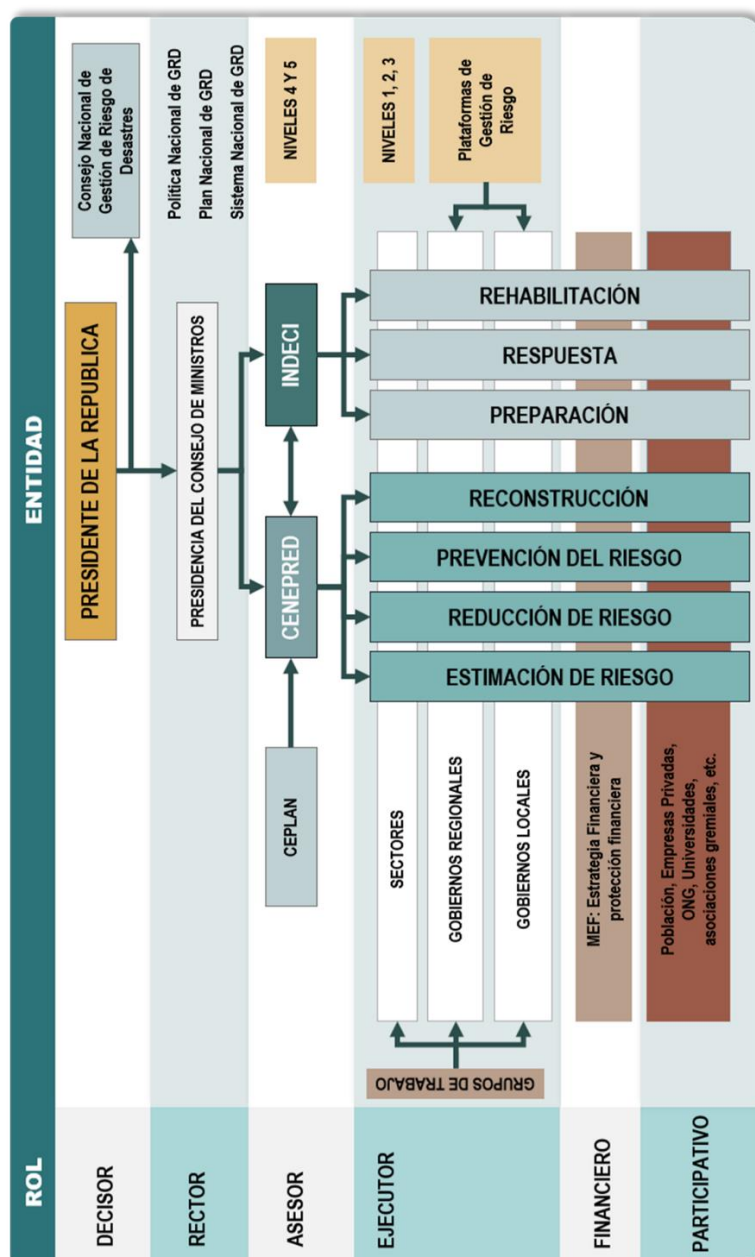 ROL
ENTIDAD
DECISOR
PRESIDENTE DE LA REPUBLICA
Consejo Nacional de
Gestión de Riesgo de
Desastres
RECTOR
PRESIDENCIA DEL CONSEJO DE MINISTROS
Política Nacional de GRD
Plan Nacional de GRD
Sistema Nacional de GRD
ASESOR
CEPLAN
CENEPRED
INDECI
NIVELES 4 Y 5
EJECUTOR
GRUPOS DE TRABAJO
SECTORES
GOBIERNOS REGIONALES
GOBIERNOS LOCALES
ESTIMACIÓN DE RIESGO
REDUCCIÓN DE RIESGO
PREVENCIÓN DEL RIESGO
RECONSTRUCCIÓN
PREPARACIÓN
RESPUESTA
REHABILITACIÓN
NIVELES 1, 2, 3
Plataformas de
Gestión de
Riesgo
FINANCIERO
MEF: Estrategia Financiera y
protección financiera
PARTICIPATIVO
Población, Empresas Privadas,
ONG, Universidades,
asociaciones gremiales, etc.